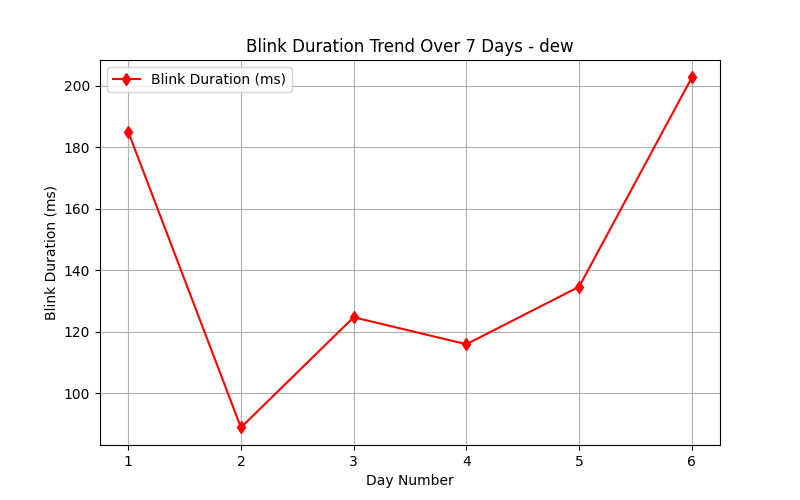 Blink Duration Trend Over 7 Days - dew
Blink Duration (ms)
200
180
160
140
120
100
Blink Duration (ms)
1 2 3 4 5 6
Day Number